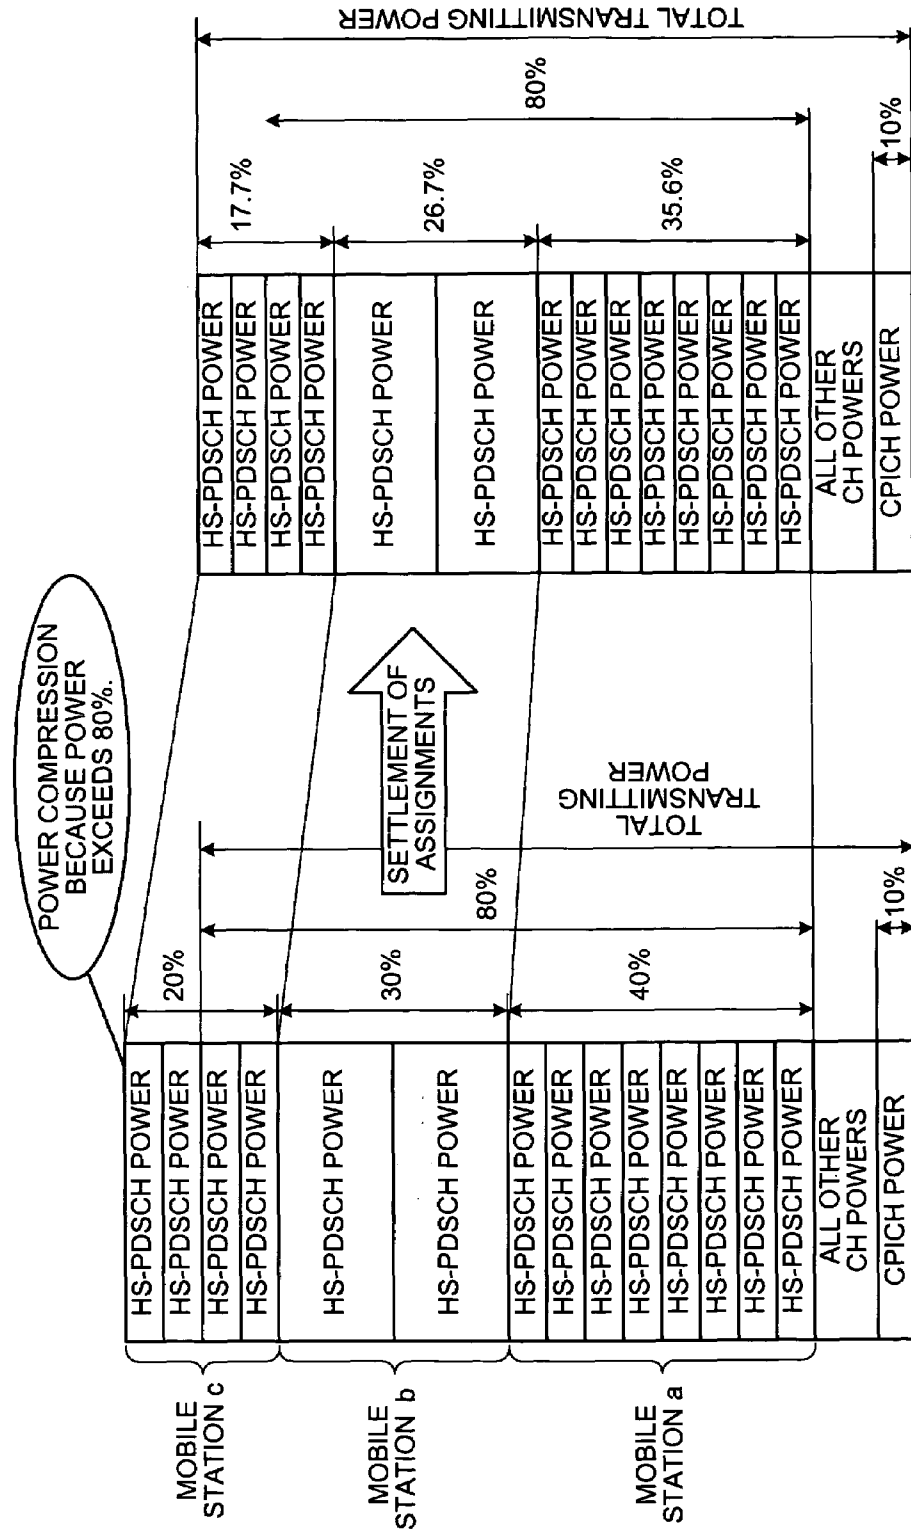 POWER COMPRESSION
BECAUSE POWER
EXCEEDS 80%.
MOBILE
STATION c
MOBILE
STATION b
MOBILE
STATION a
HS-PDSCH POWER
HS-PDSCH POWER
HS-PDSCH POWER
HS-PDSCH POWER
HS-PDSCH POWER
HS-PDSCH POWER
HS-PDSCH POWER
HS-PDSCH POWER
HS-PDSCH POWER
HS-PDSCH POWER
HS-PDSCH POWER
HS-PDSCH POWER
HS-PDSCH POWER
HS-PDSCH POWER
ALL OTHER
CH POWERS
CPICH POWER
20%
30%
40%
80%
10%
TOTAL
TRANSMITTING
POWER
SETTLEMENT OF
ASSIGNMENTS
HS-PDSCH POWER
HS-PDSCH POWER
HS-PDSCH POWER
HS-PDSCH POWER
HS-PDSCH POWER
HS-PDSCH POWER
HS-PDSCH POWER
HS-PDSCH POWER
HS-PDSCH POWER
HS-PDSCH POWER
HS-PDSCH POWER
HS-PDSCH POWER
HS-PDSCH POWER
HS-PDSCH POWER
ALL OTHER
CH POWERS
CPICH POWER
17.7%
26.7%
35.6%
80%
10%
TOTAL TRANSMITTING POWER